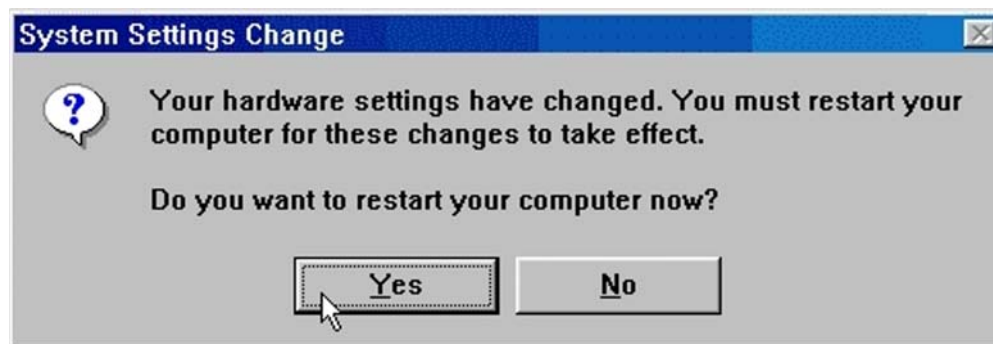 System Settings Change
?
Your hardware settings have changed. You must restart your
computer for these changes to take effect.
Do you want to restart your computer now?
Yes
No